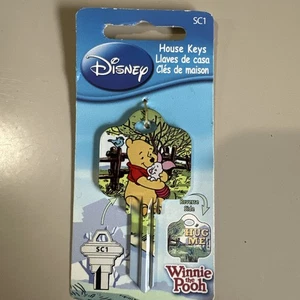 SC1
Disney
House Keys
Llaves de casa
Clés de maison
Reverse
Side
HUG
ME!
SC1
Winnie
the
Pooh